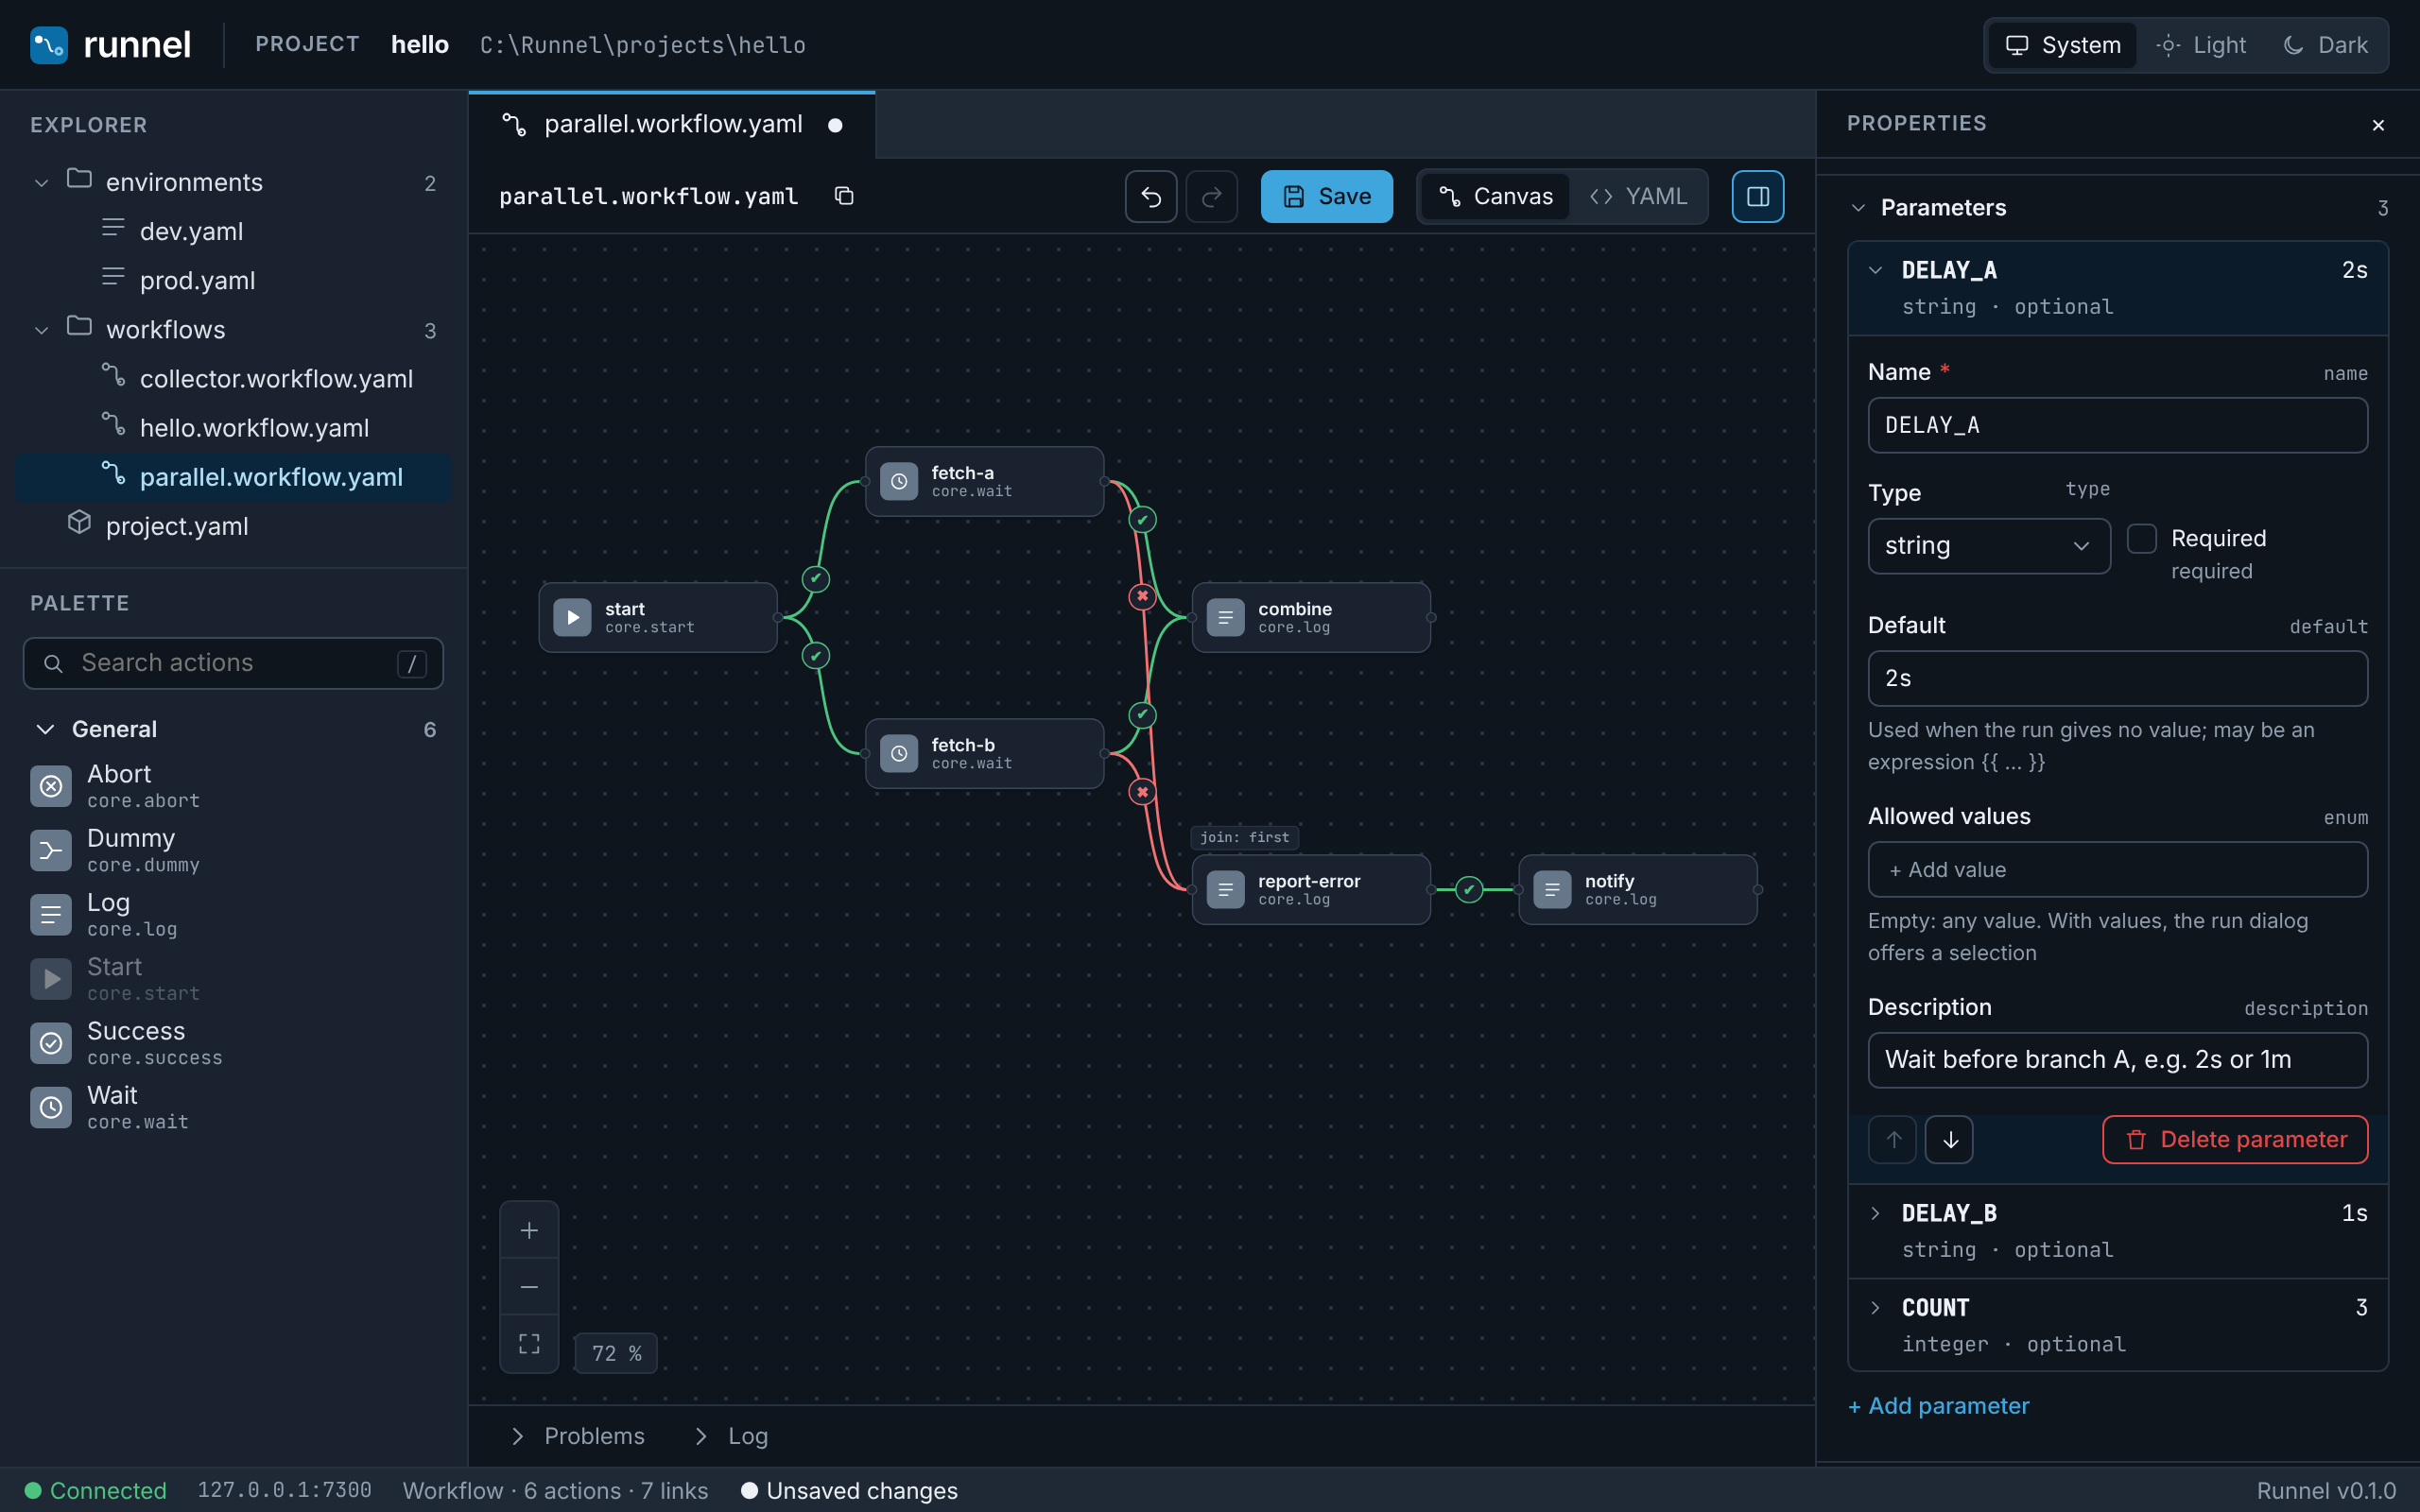 runnel
PROJECT hello C:\Runnel\projects\hello
System Light Dark
EXPLORER
environments 2
dev.yaml
prod.yaml
workflows 3
collector.workflow.yaml
hello.workflow.yaml
parallel.workflow.yaml
project.yaml
PALETTE
Search actions /
General 6
Abort
core.abort
Dummy
core.dummy
Log
core.log
Start
core.start
Success
core.success
Wait
core.wait
parallel.workflow.yaml
parallel.workflow.yaml
Save Canvas YAML
fetch-a
core.wait
start
core.start
combine
core.log
fetch-b
core.wait
join: first
report-error
core.log
notify
core.log
72 %
Problems Log
PROPERTIES
Parameters 3
DELAY_A 2s
string · optional
Name * name
DELAY_A
Type type
string
Required
required
Default default
2s
Used when the run gives no value; may be an
expression {{ ... }}
Allowed values enum
+ Add value
Empty: any value. With values, the run dialog
offers a selection
Description description
Wait before branch A, e.g. 2s or 1m
Delete parameter
DELAY_B 1s
string · optional
COUNT 3
integer · optional
+ Add parameter
Connected 127.0.0.1:7300 Workflow · 6 actions · 7 links Unsaved changes
Runnel v0.1.0